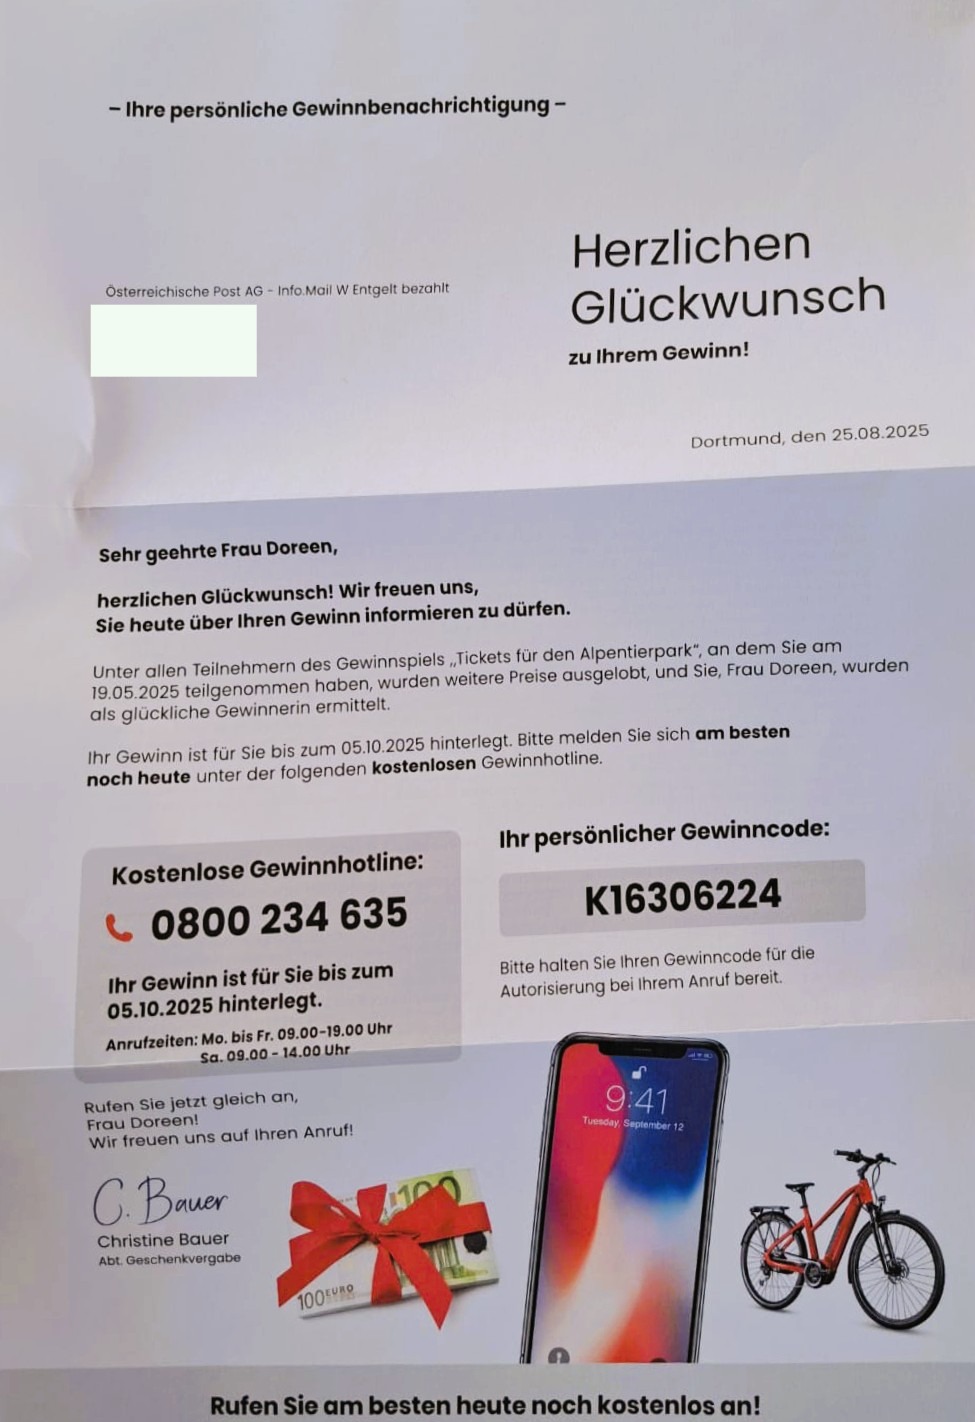 – Ihre persönliche Gewinnbenachrichtigung –
Herzlichen
Glückwunsch
zu Ihrem Gewinn!
Österreichische Post AG - Info.Mail W Entgelt bezahlt
Dortmund, den 25.08.2025
Sehr geehrte Frau Doreen,
herzlichen Glückwunsch! Wir freuen uns,
Sie heute über Ihren Gewinn informieren zu dürfen.
Unter allen Teilnehmern des Gewinnspiels „Tickets für den Alpentierpark“, an dem Sie am
19.05.2025 teilgenommen haben, wurden weitere Preise ausgelobt, und Sie, Frau Doreen, wurden
als glückliche Gewinnerin ermittelt.
Ihr Gewinn ist für Sie bis zum 05.10.2025 hinterlegt. Bitte melden Sie sich am besten
noch heute unter der folgenden kostenlosen Gewinnhotline.
Kostenlose Gewinnhotline:
0800 234 635
Ihr Gewinn ist für Sie bis zum
05.10.2025 hinterlegt.
Anrufzeiten: Mo. bis Fr. 09.00-19.00 Uhr
Sa. 09.00 - 14.00 Uhr
Ihr persönlicher Gewinncode:
K16306224
Bitte halten Sie Ihren Gewinncode für die
Autorisierung bei Ihrem Anruf bereit.
Rufen Sie jetzt gleich an,
Frau Doreen!
Wir freuen uns auf Ihren Anruf!
C. Bauer
Christine Bauer
Abt. Geschenkvergabe
100
100 EURO
9:41
Tuesday, September 12
Rufen Sie am besten heute noch kostenlos an!